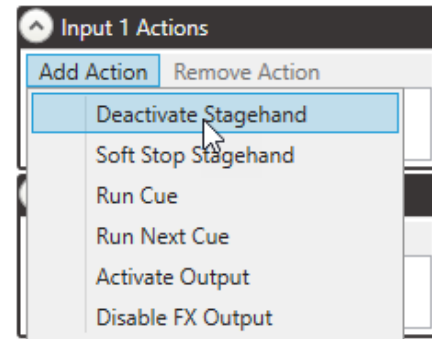 Input 1 Actions
Add Action Remove Action
Deactivate Stagehand
Soft Stop Stagehand
Run Cue
Run Next Cue
Activate Output
Disable FX Output